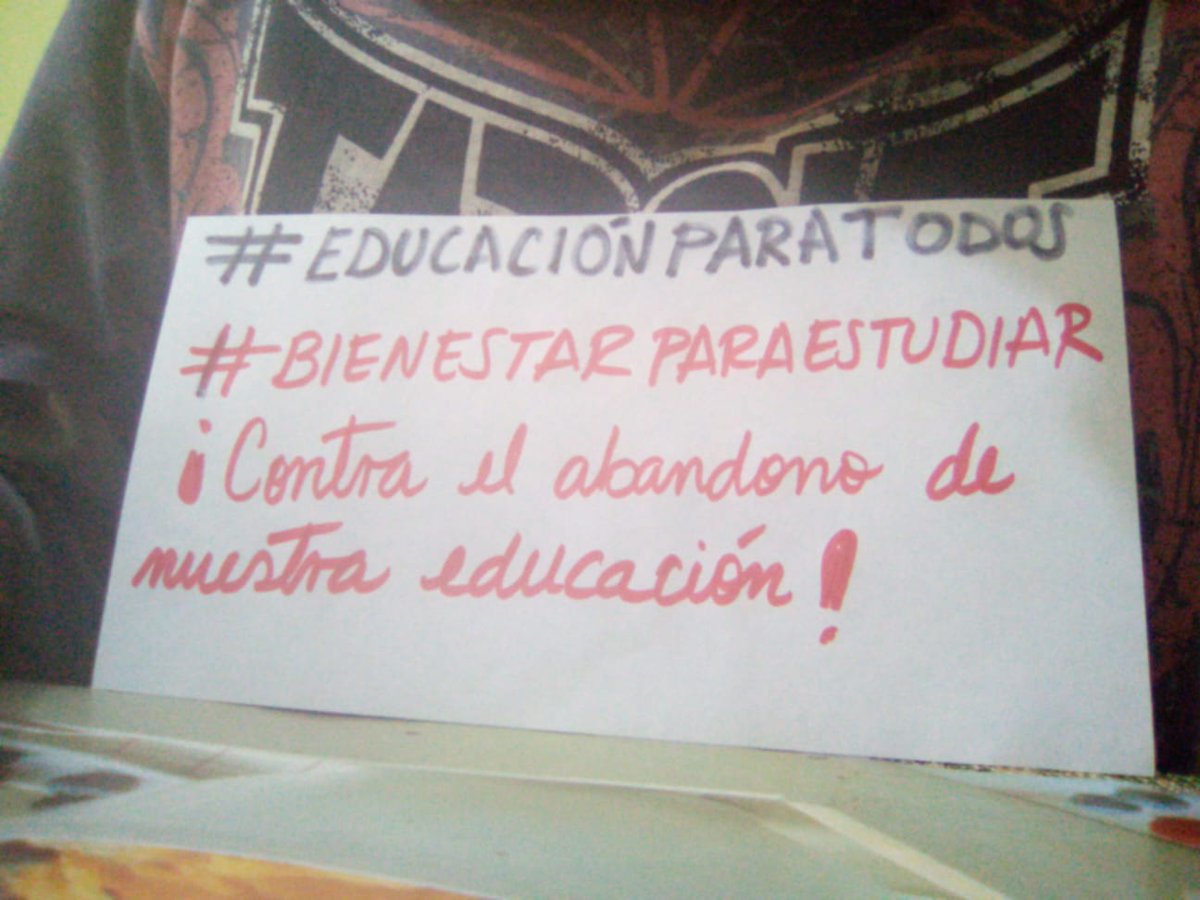 #EDUCACIÓNPARATODOS
#BIENESTARPARAESTUDIAR
¡Contra el abandono de
nuestra educación!